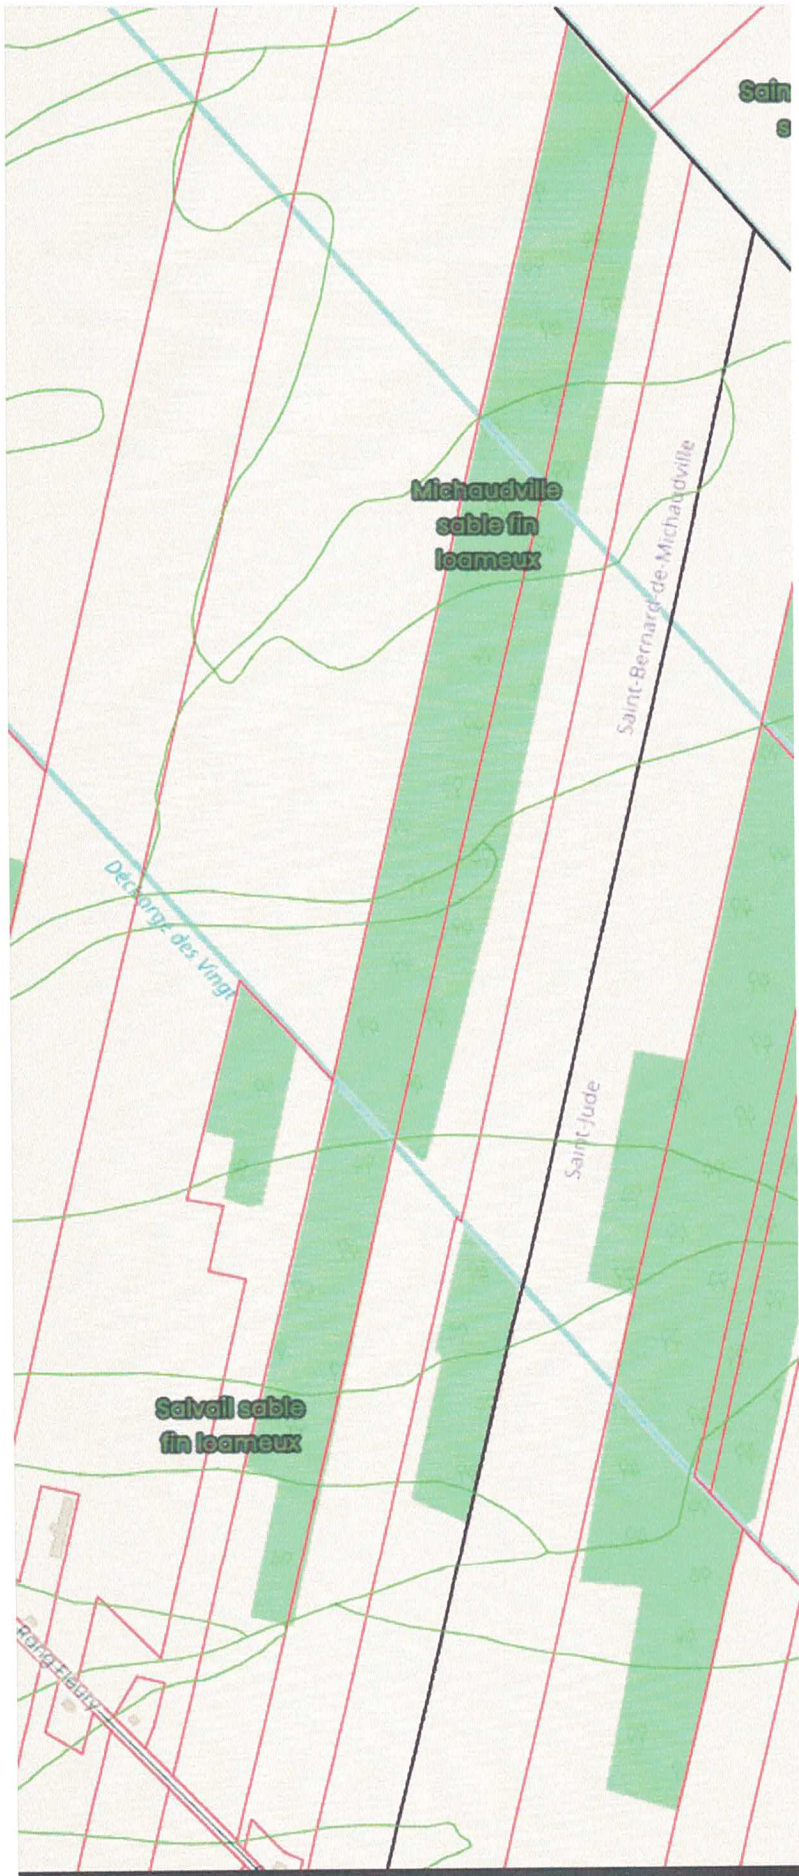 Sain
s
Michaudville
sable fin
loameux
Saint-Bernard-de-Michaudville
Décharge des Vingt
Saint-Jude
Salvail sable
fin loameux
Rang Fleury